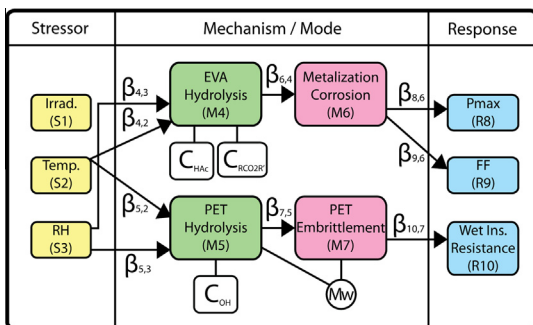 Stressor
Mechanism / Mode
Response
Irrad.
(S1)
Temp.
(S2)
RH
(S3)
β4,3
β4,2
β5,2
β5,3
EVA
Hydrolysis
(M4)
CHAc
CRCO2R'
β6,4
Metalization
Corrosion
(M6)
PET
Hydrolysis
(M5)
COH
β7,5
PET
Embrittlement
(M7)
Mw
β8,6
β9,6
β10,7
Pmax
(R8)
FF
(R9)
Wet Ins.
Resistance
(R10)